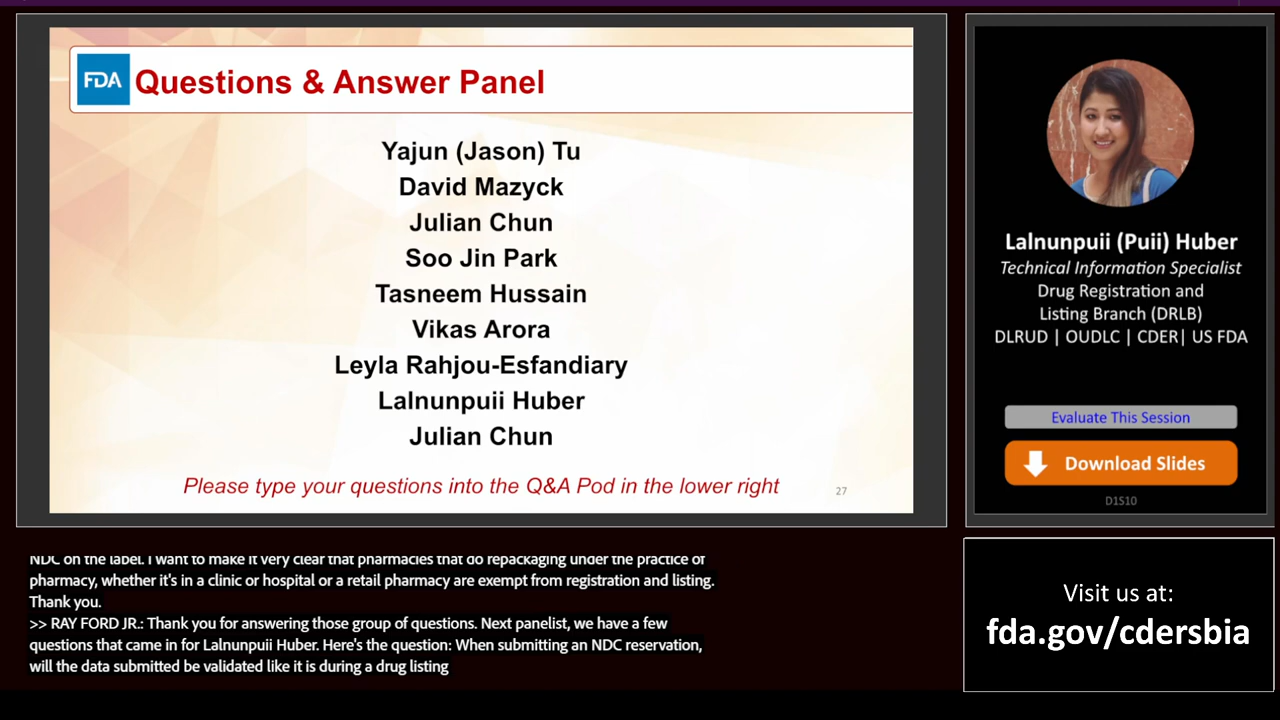 FDA
Questions & Answer Panel
Yajun (Jason) Tu
David Mazyck
Julian Chun
Soo Jin Park
Tasneem Hussain
Vikas Arora
Leyla Rahjou-Esfandiary
Lalnunpuii Huber
Julian Chun
Please type your questions into the Q&A Pod in the lower right
27
Lalnunpuii (Puii) Huber
Technical Information Specialist
Drug Registration and
Listing Branch (DRLB)
DLRUD | OUDLC | CDER| US FDA
Evaluate This Session
Download Slides
D1S10
NDC on the label. I want to make it very clear that pharmacies that do repackaging under the practice of
pharmacy, whether it's in a clinic or hospital or a retail pharmacy are exempt from registration and listing.
Thank you.
>> RAY FORD JR.: Thank you for answering those group of questions. Next panelist, we have a few
questions that came in for Lalnunpuii Huber. Here's the question: When submitting an NDC reservation,
will the data submitted be validated like it is during a drug listing
Visit us at:
fda.gov/cdersbia